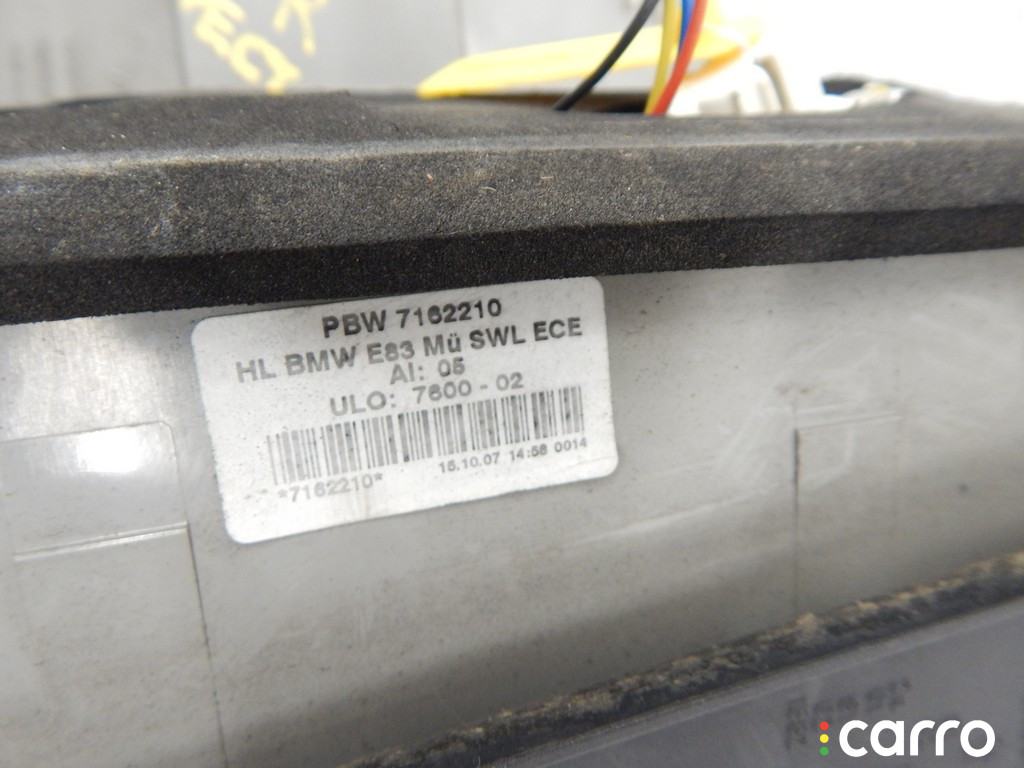 PBW 7162210
HL BMW E83 Mü SWL ECE
AI: 05
ULO: 7600 - 02
*7162210* 15.10.07 14:56 0014
carro